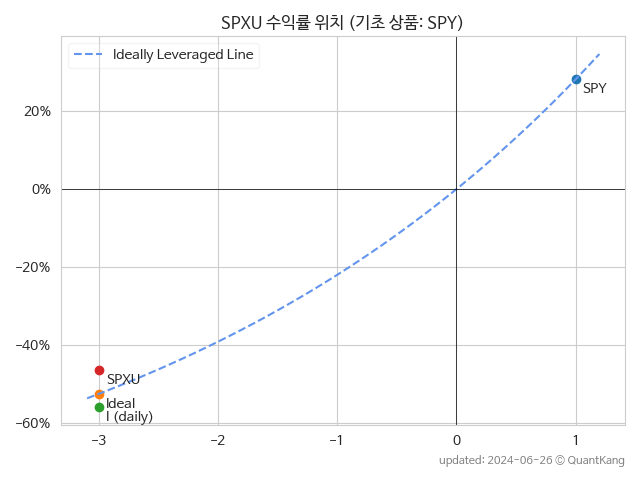 SPXU 수익률 위치 (기초 상품: SPY)
Ideally Leveraged Line
SPY
20%
0%
−20%
−40%
−60%
SPXU
Ideal
I (daily)
−3
−2
−1
0
1
updated: 2024-06-26 © QuantKang